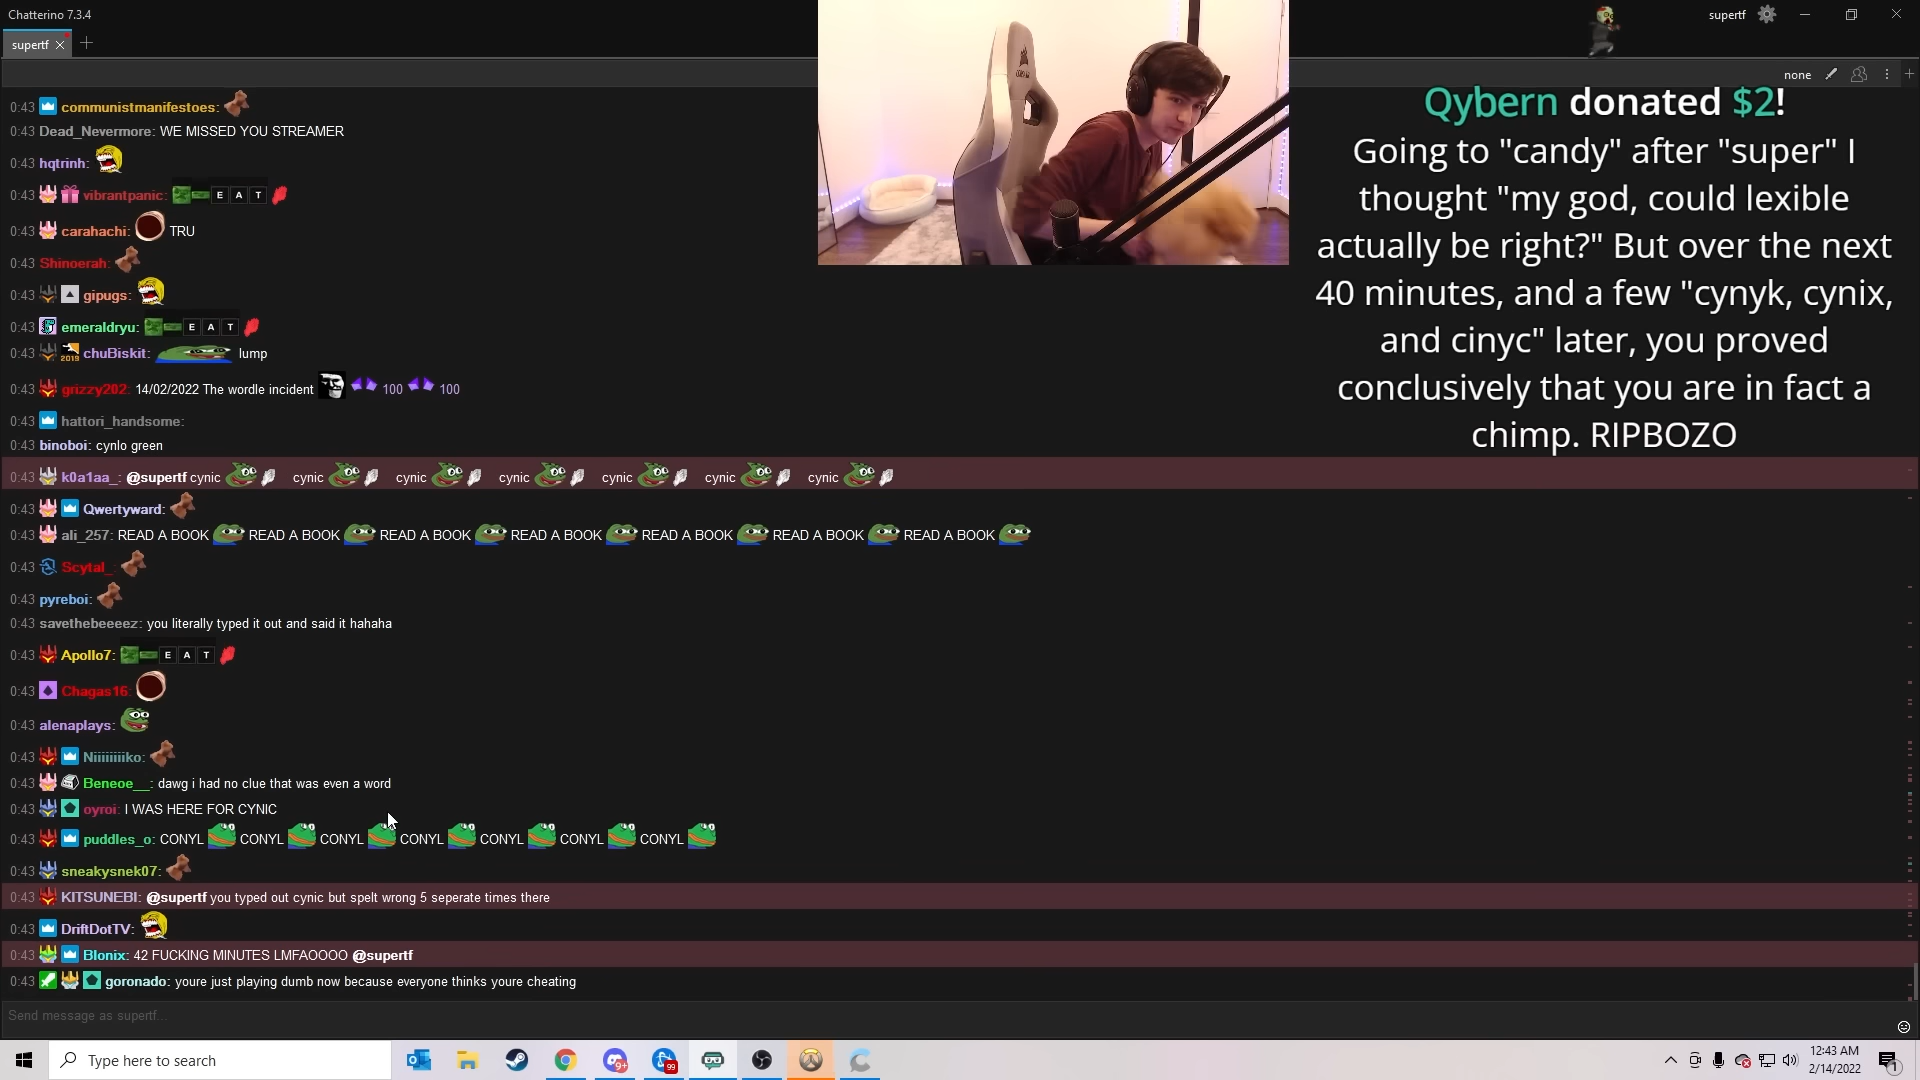 Chatterino 7.3.4
supertf
supertf
none
Qybern donated $2!
Going to "candy" after "super" I
thought "my god, could lexible
actually be right?" But over the next
40 minutes, and a few "cynyk, cynix,
and cinyc" later, you proved
conclusively that you are in fact a
chimp. RIPBOZO
0:43 communistmanifestoes:
0:43 Dead_Nevermore: WE MISSED YOU STREAMER
0:43 hqtrinh:
0:43 vibrantpanic: E A T
0:43 carahachi: TRU
0:43 Shinoerah:
0:43 gipugs:
0:43 emeraldryu: E A T
0:43 2019 chuBiskit: lump
0:43 grizzy202: 14/02/2022 The wordle incident 100 100
0:43 hattori_handsome:
0:43 binoboi: cynlo green
0:43 k0a1aa_: @supertf cynic cynic cynic cynic cynic cynic cynic
0:43 Qwertyward:
0:43 ali_257: READ A BOOK READ A BOOK READ A BOOK READ A BOOK READ A BOOK READ A BOOK READ A BOOK
0:43 Scytal_:
0:43 pyreboi:
0:43 savethebeeeez: you literally typed it out and said it hahaha
0:43 Apollo7: E A T
0:43 Chagas16:
0:43 alenaplays:
0:43 Niiiiiiiiko:
0:43 Beneoe__: dawg i had no clue that was even a word
0:43 oyroi: I WAS HERE FOR CYNIC
0:43 puddles_o: CONYL CONYL CONYL CONYL CONYL CONYL CONYL
0:43 sneakysnek07:
0:43 KITSUNEBI: @supertf you typed out cynic but spelt wrong 5 seperate times there
0:43 DriftDotTV:
0:43 Blonix: 42 FUCKING MINUTES LMFAOOOO @supertf
0:43 goronado: youre just playing dumb now because everyone thinks youre cheating
Send message as supertf...
Type here to search
9+
99
12:43 AM
2/14/2022
1